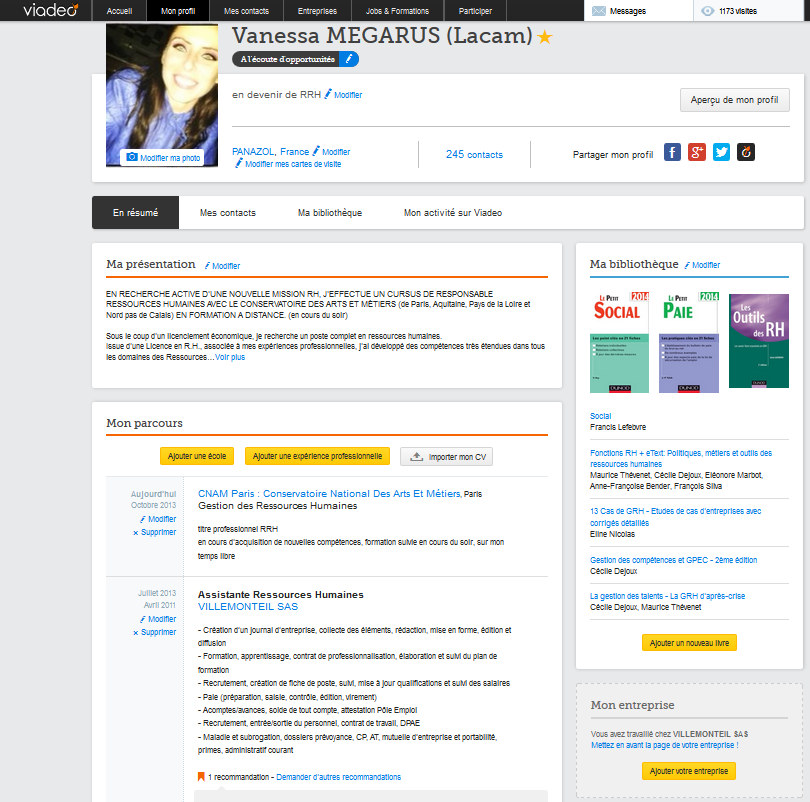 viadeo
Accueil
Mon profil
Mes contacts
Entreprises
Jobs & Formations
Participer
Messages
1173 visites
Vanessa MEGARUS (Lacam)
A l'écoute d'opportunités
en devenir de RRH Modifier
Aperçu de mon profil
Modifier ma photo
PANAZOL, France Modifier
Modifier mes cartes de visite
245 contacts
Partager mon profil
En résumé
Mes contacts
Ma bibliothèque
Mon activité sur Viadeo
Ma présentation Modifier
EN RECHERCHE ACTIVE D'UNE NOUVELLE MISSION RH, J'EFFECTUE UN CURSUS DE RESPONSABLE
RESSOURCES HUMAINES AVEC LE CONSERVATOIRE DES ARTS ET MÉTIERS (de Paris, Aquitaine, Pays de la Loire et
Nord pas de Calais) EN FORMATION A DISTANCE. (en cours du soir)
Sous le coup d'un licenciement économique, je recherche un poste complet en ressources humaines.
Issue d'une Licence en R.H., associée à mes expériences professionnelles, j'ai développé des compétences très étendues dans tous
les domaines des Ressources...Voir plus
Mon parcours
Ajouter une école
Ajouter une expérience professionnelle
Importer mon CV
Aujourd'hui
Octobre 2013
Modifier
× Supprimer
CNAM Paris : Conservatoire National Des Arts Et Métiers, Paris
Gestion des Ressources Humaines
titre professionnel RRH
en cours d'acquisition de nouvelles compétences, formation suivie en cours du soir, sur mon
temps libre
Juillet 2013
Avril 2011
Modifier
× Supprimer
Assistante Ressources Humaines
VILLEMONTEIL SAS
- Création d'un journal d'entreprise, collecte des éléments, rédaction, mise en forme, édition et
diffusion
- Formation, apprentissage, contrat de professionnalisation, élaboration et suivi du plan de
formation
- Recrutement, création de fiche de poste, suivi, mise à jour qualifications et suivi des salaires
- Paie (préparation, saisie, contrôle, édition, virement)
- Acomptes/avances, solde de tout compte, attestation Pôle Emploi
- Recrutement, entrée/sortie du personnel, contrat de travail, DPAE
- Maladie et subrogation, dossiers prévoyance, CP, AT, mutuelle d'entreprise et portabilité,
primes, administratif courant
1 recommandation - Demander d'autres recommandations
Ma bibliothèque Modifier
LE PETIT 2014
SOCIAL
Les points clés en 21 fiches
DUNOD
LE PETIT 2014
PAIE
Les pratiques clés en 21 fiches
DUNOD
Les
Outils
des RH
DUNOD
Social
Francis Lefebvre
Fonctions RH + eText: Politiques, métiers et outils des
ressources humaines
Maurice Thévenet, Cécile Dejoux, Eléonore Marbot,
Anne-Françoise Bender, François Silva
13 Cas de GRH - Etudes de cas d'entreprises avec
corrigés détaillés
Eline Nicolas
Gestion des compétences et GPEC - 2ème édition
Cécile Dejoux
La gestion des talents - La GRH d'après-crise
Cécile Dejoux, Maurice Thévenet
Ajouter un nouveau livre
Mon entreprise
Vous avez travaillé chez VILLEMONTEIL SAS
Mettez en avant la page de votre entreprise !
Ajouter votre entreprise